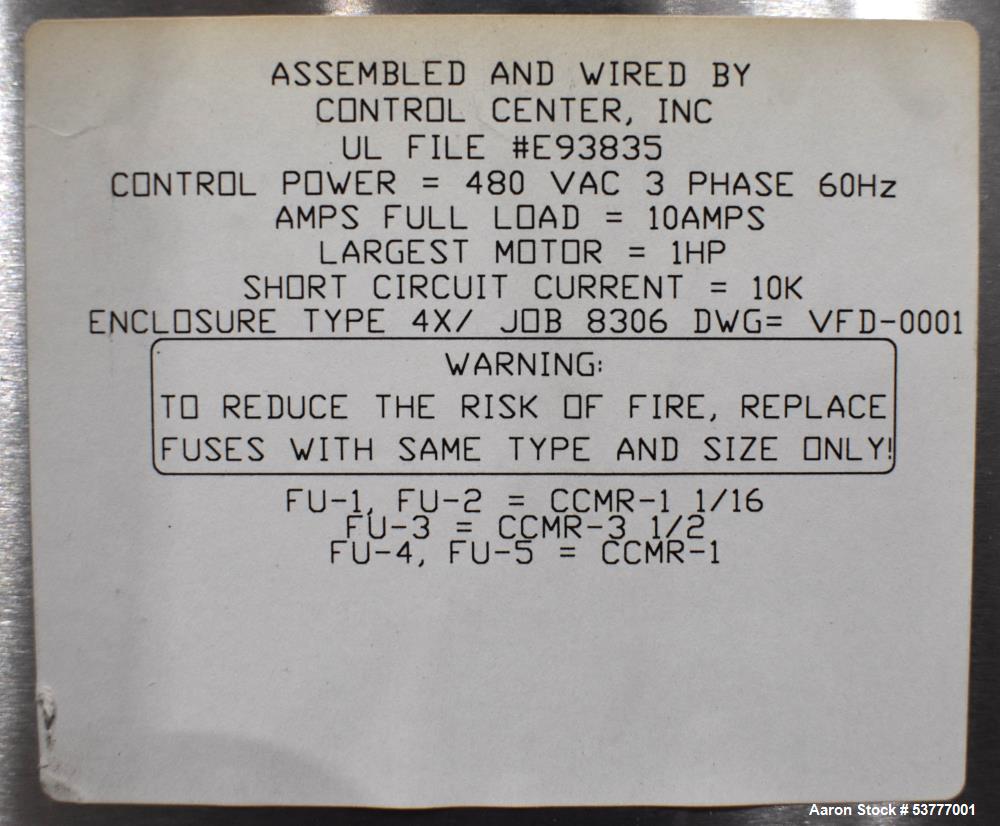 ASSEMBLED AND WIRED BY
CONTROL CENTER, INC
UL FILE #E93835
CONTROL POWER = 480 VAC 3 PHASE 60Hz
AMPS FULL LOAD = 10AMPS
LARGEST MOTOR = 1HP
SHORT CIRCUIT CURRENT = 10K
ENCLOSURE TYPE 4X/ JOB 8306 DWG= VFD-0001
WARNING:
TO REDUCE THE RISK OF FIRE, REPLACE
FUSES WITH SAME TYPE AND SIZE ONLY!
FU-1, FU-2 = CCMR-1 1/16
FU-3 = CCMR-3 1/2
FU-4, FU-5 = CCMR-1
Aaron Stock # 53777001